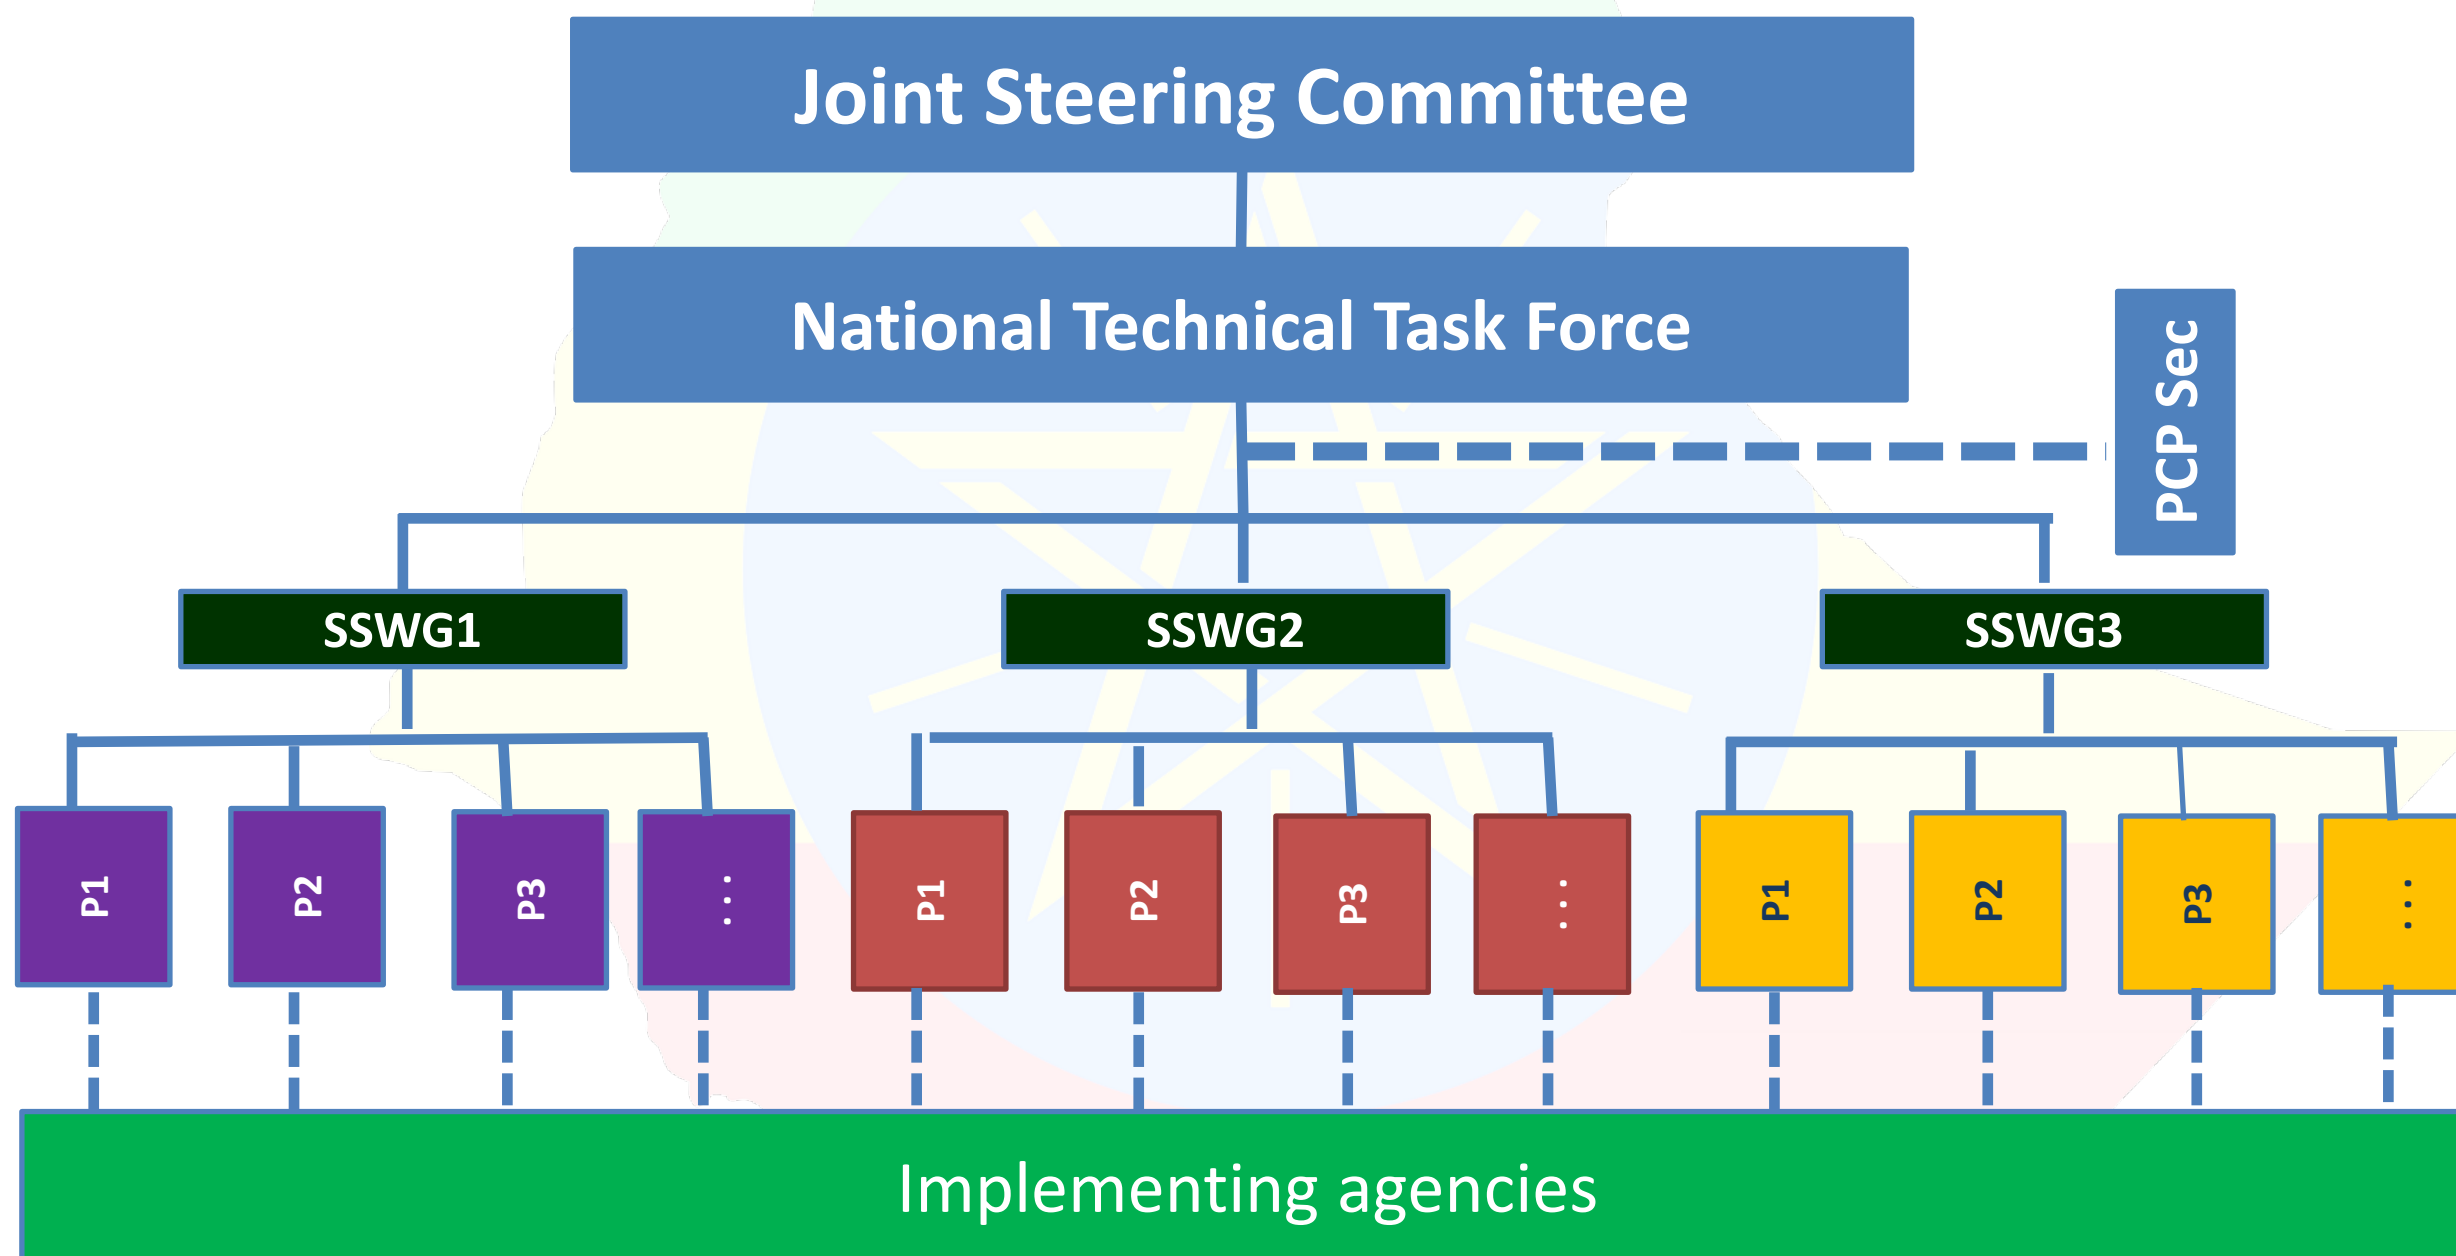 Joint Steering Committee
National Technical Task Force
PCP Sec
SSWG1
SSWG2
SSWG3
P1
P2
P3
...
P1
P2
P3
...
P1
P2
P3
...
Implementing agencies